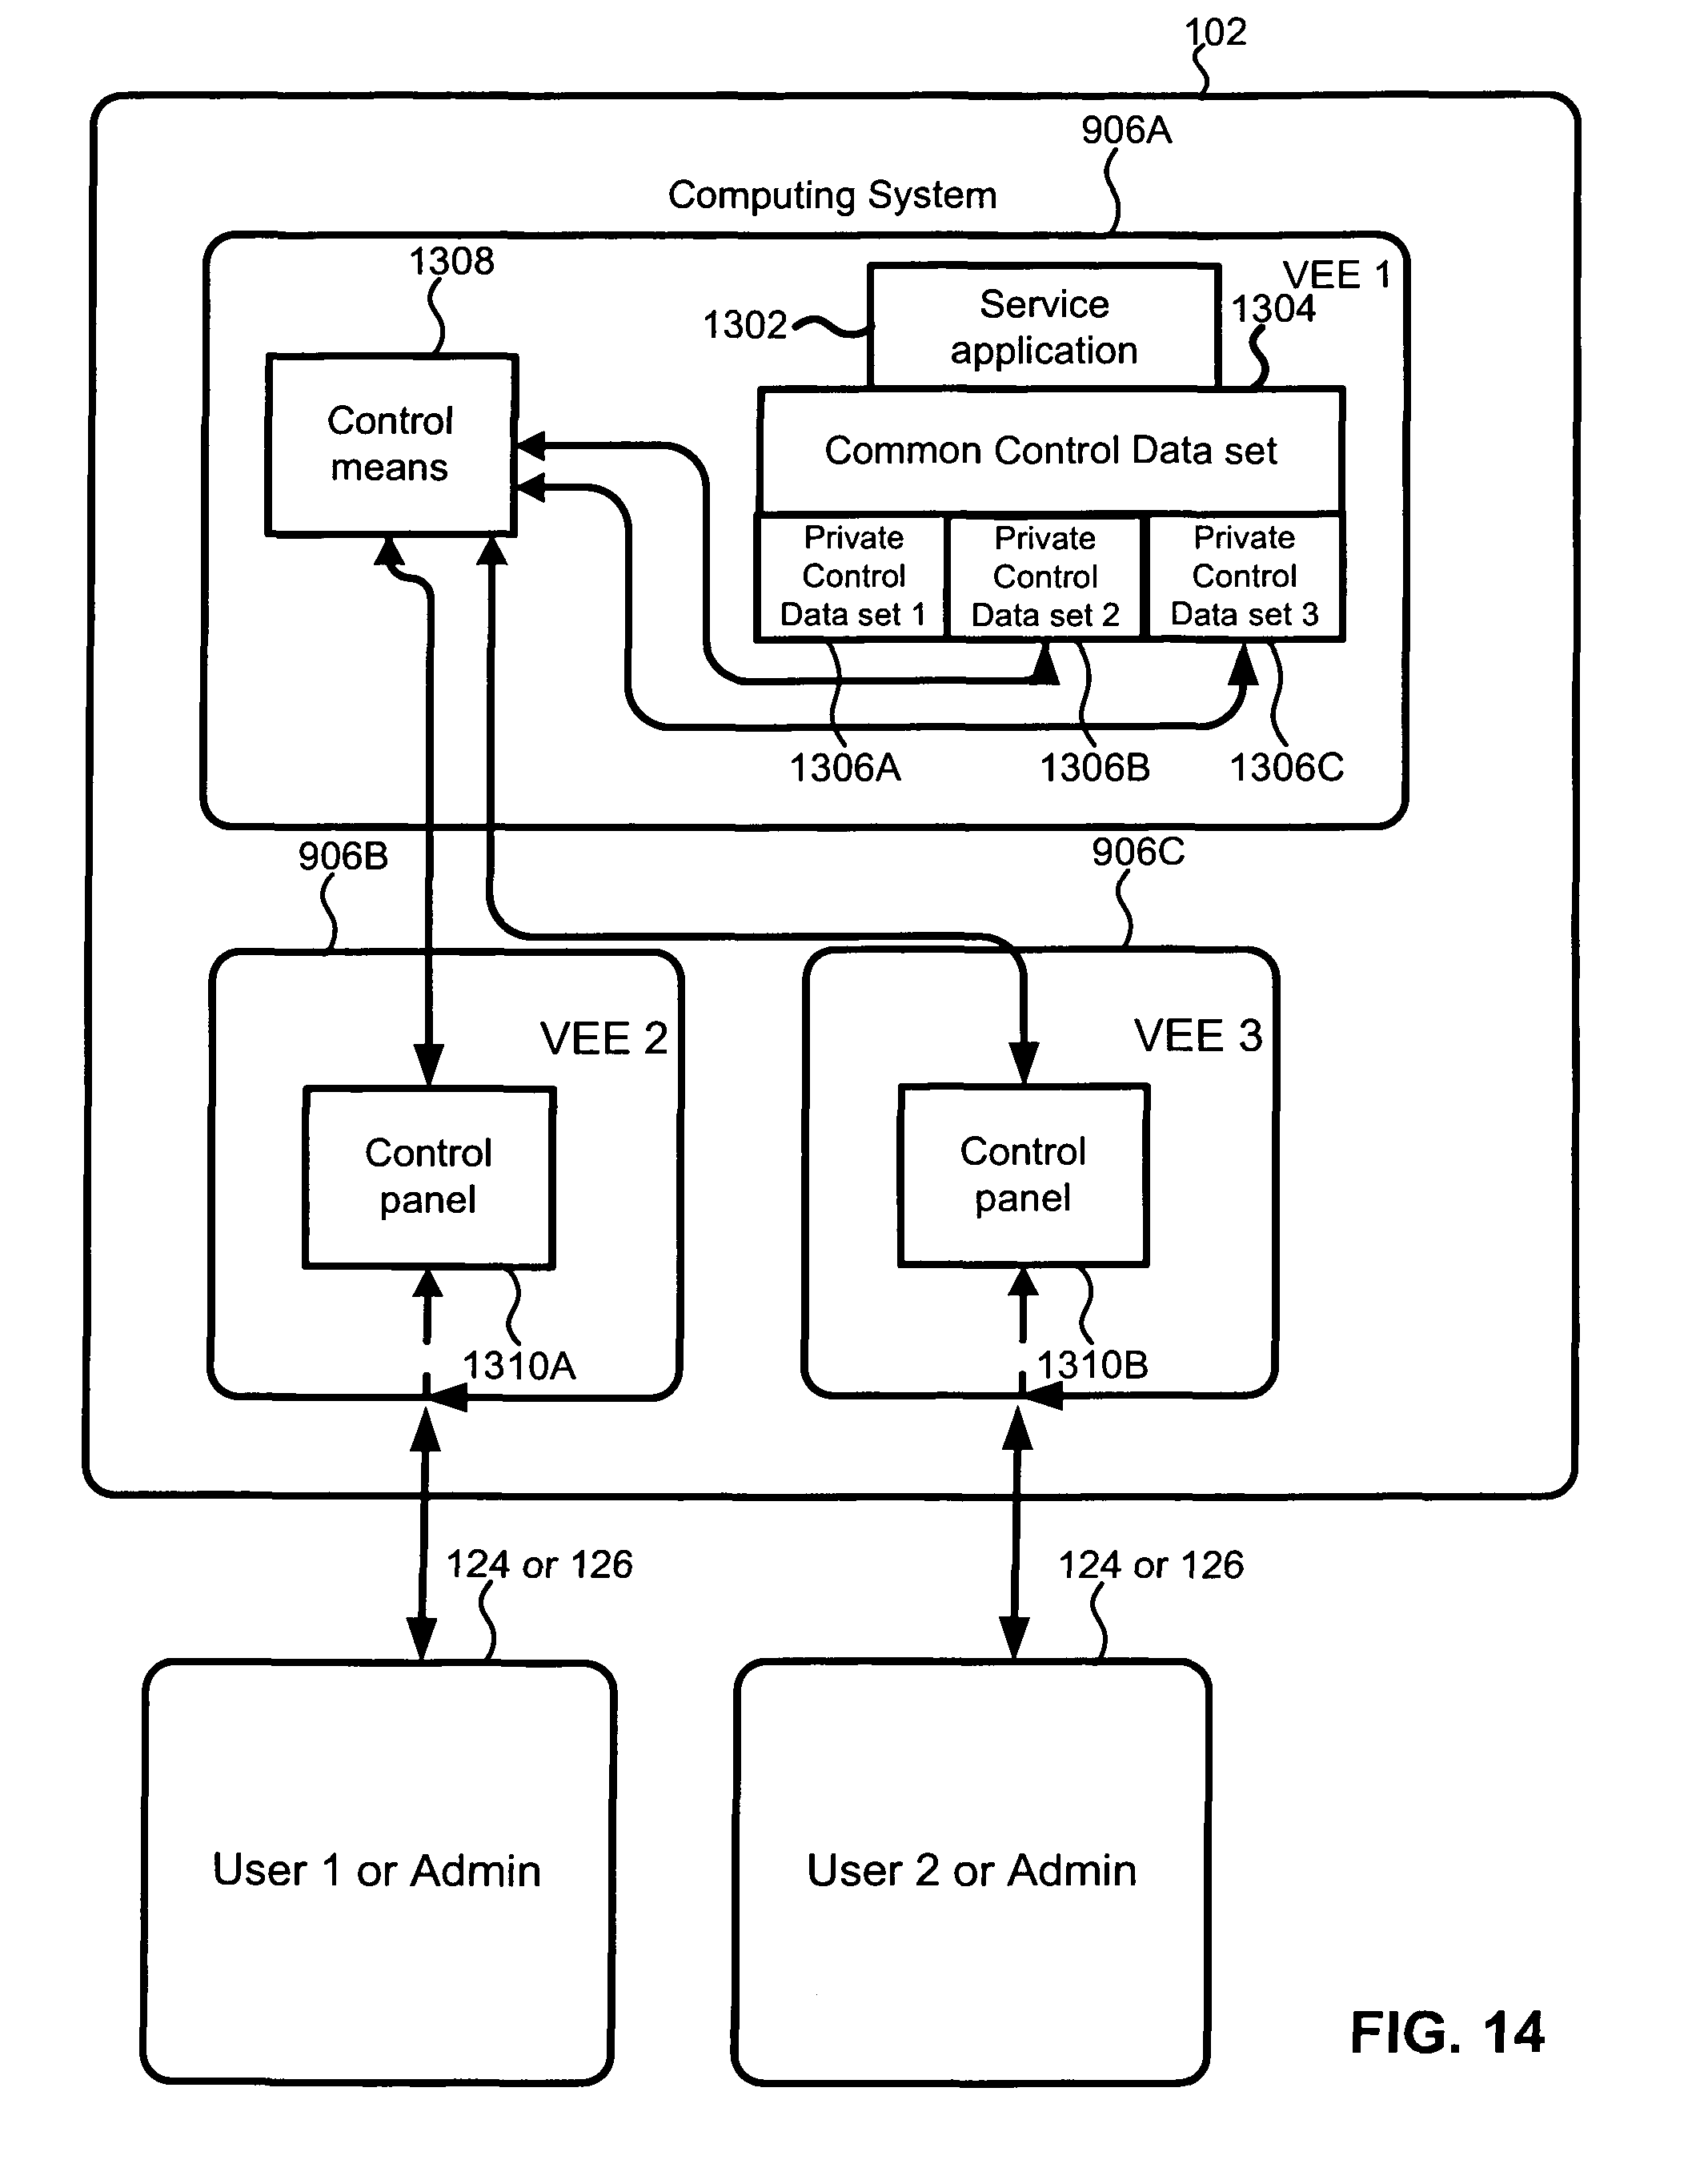 102
906A
Computing System
1308
VEE 1
1302
Service
application
1304
Control
means
Common Control Data set
Private
Control
Data set 1
Private
Control
Data set 2
Private
Control
Data set 3
1306A
1306B
1306C
906B
906C
VEE 2
VEE 3
Control
panel
Control
panel
1310A
1310B
124 or 126
124 or 126
User 1 or Admin
User 2 or Admin
FIG. 14